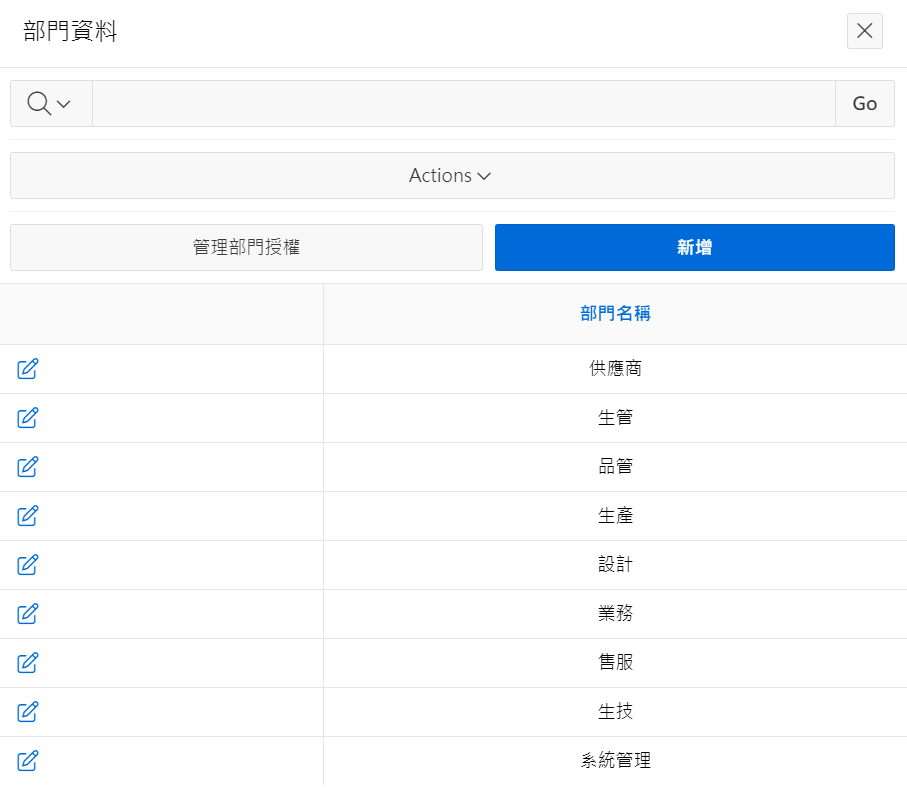 部門資料
Go
Actions
管理部門授權
新增
部門名稱
供應商
生管
品管
生產
設計
業務
售服
生技
系統管理